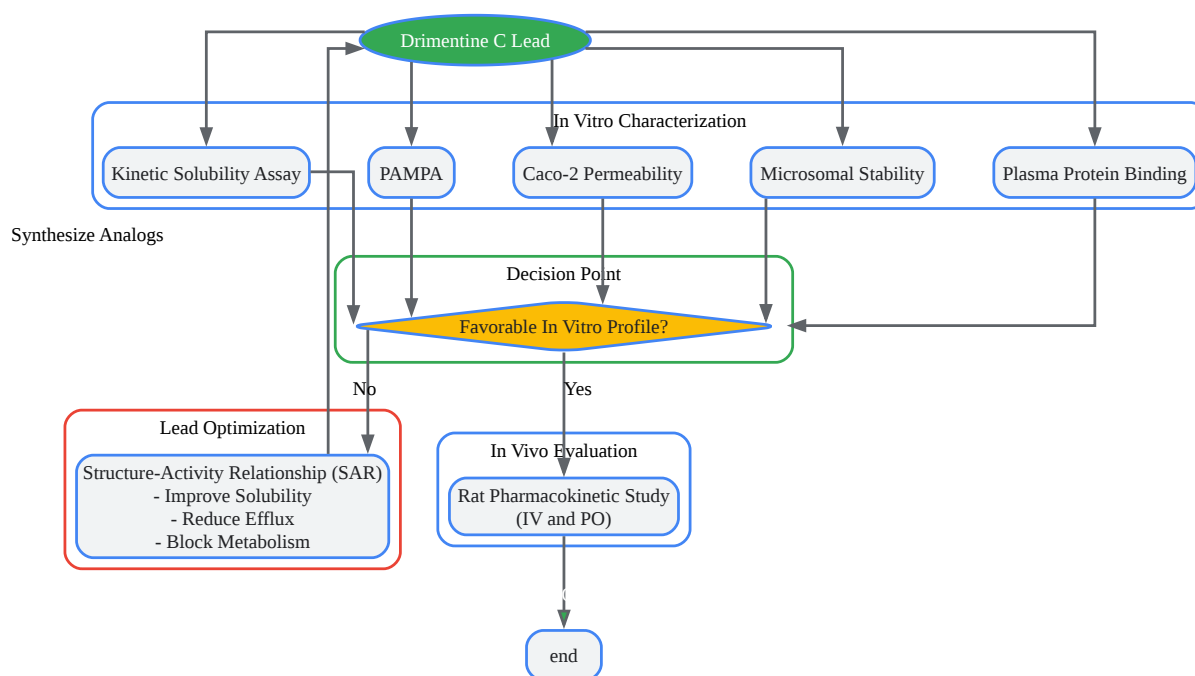 Drimentine C Lead
In Vitro Characterization
Kinetic Solubility Assay
PAMPA
Caco-2 Permeability
Microsomal Stability
Plasma Protein Binding
Synthesize Analogs
Decision Point
Favorable In Vitro Profile?
No
Yes
Lead Optimization
Structure-Activity Relationship (SAR)
- Improve Solubility
- Reduce Efflux
- Block Metabolism
In Vivo Evaluation
Rat Pharmacokinetic Study
(IV and PO)
end